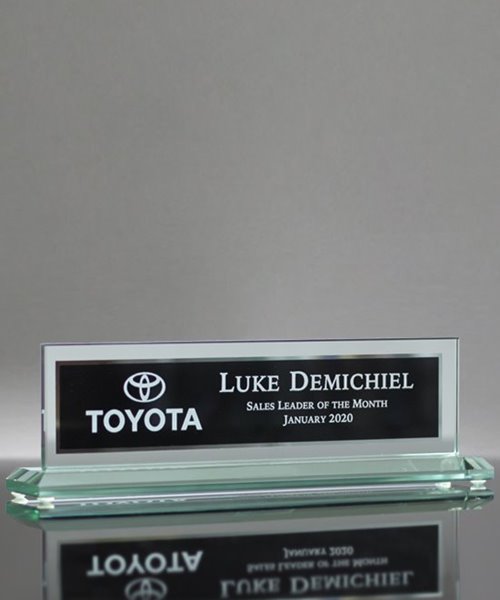 TOYOTA
LUKE DEMICHIEL
SALES LEADER OF THE MONTH
JANUARY 2020